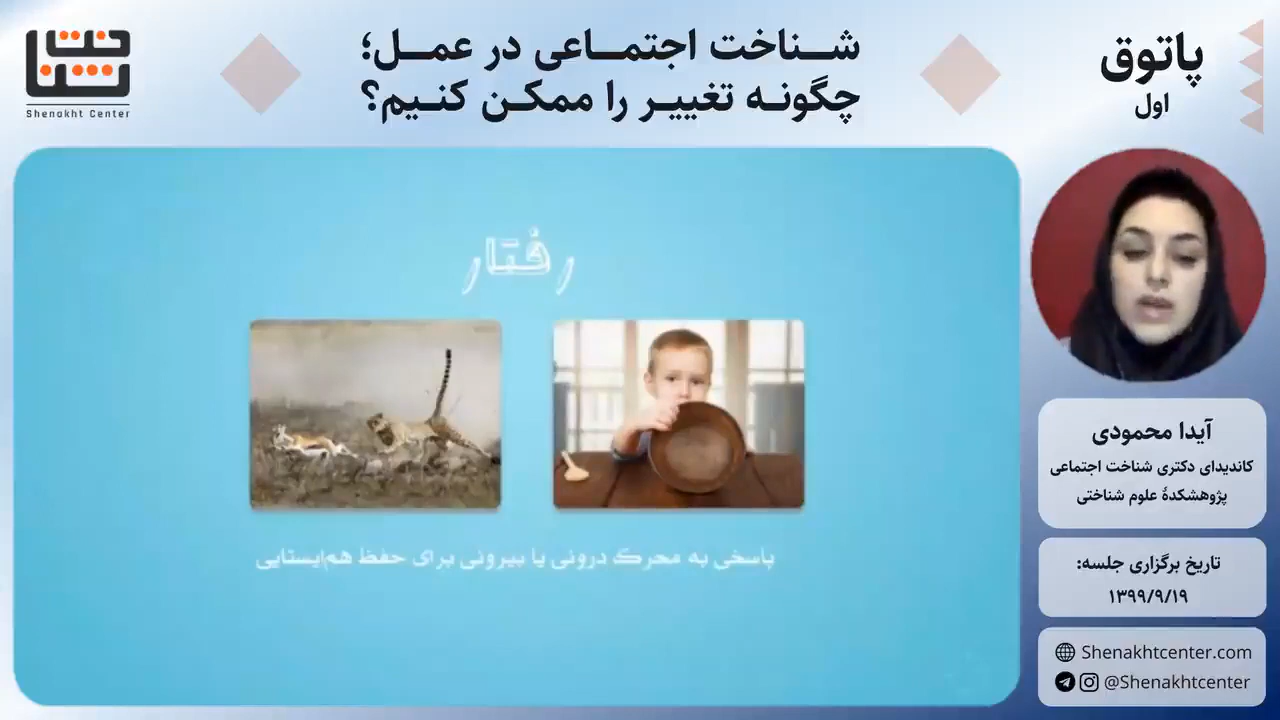 شناخت
Shenakht Center
شناخت اجتماعی در عمل؛
چگونه تغییر را ممکن کنیم؟
پاتوق
اول
رفتار
پاسخی به محرک درونی یا بیرونی برای حفظ هم‌ایستایی
آیدا محمودی
کاندیدای دکتری شناخت اجتماعی
پژوهشکدهٔ علوم شناختی
تاریخ برگزاری جلسه:
۱۳۹۹/۹/۱۹
Shenakhtcenter.com
@Shenakhtcenter